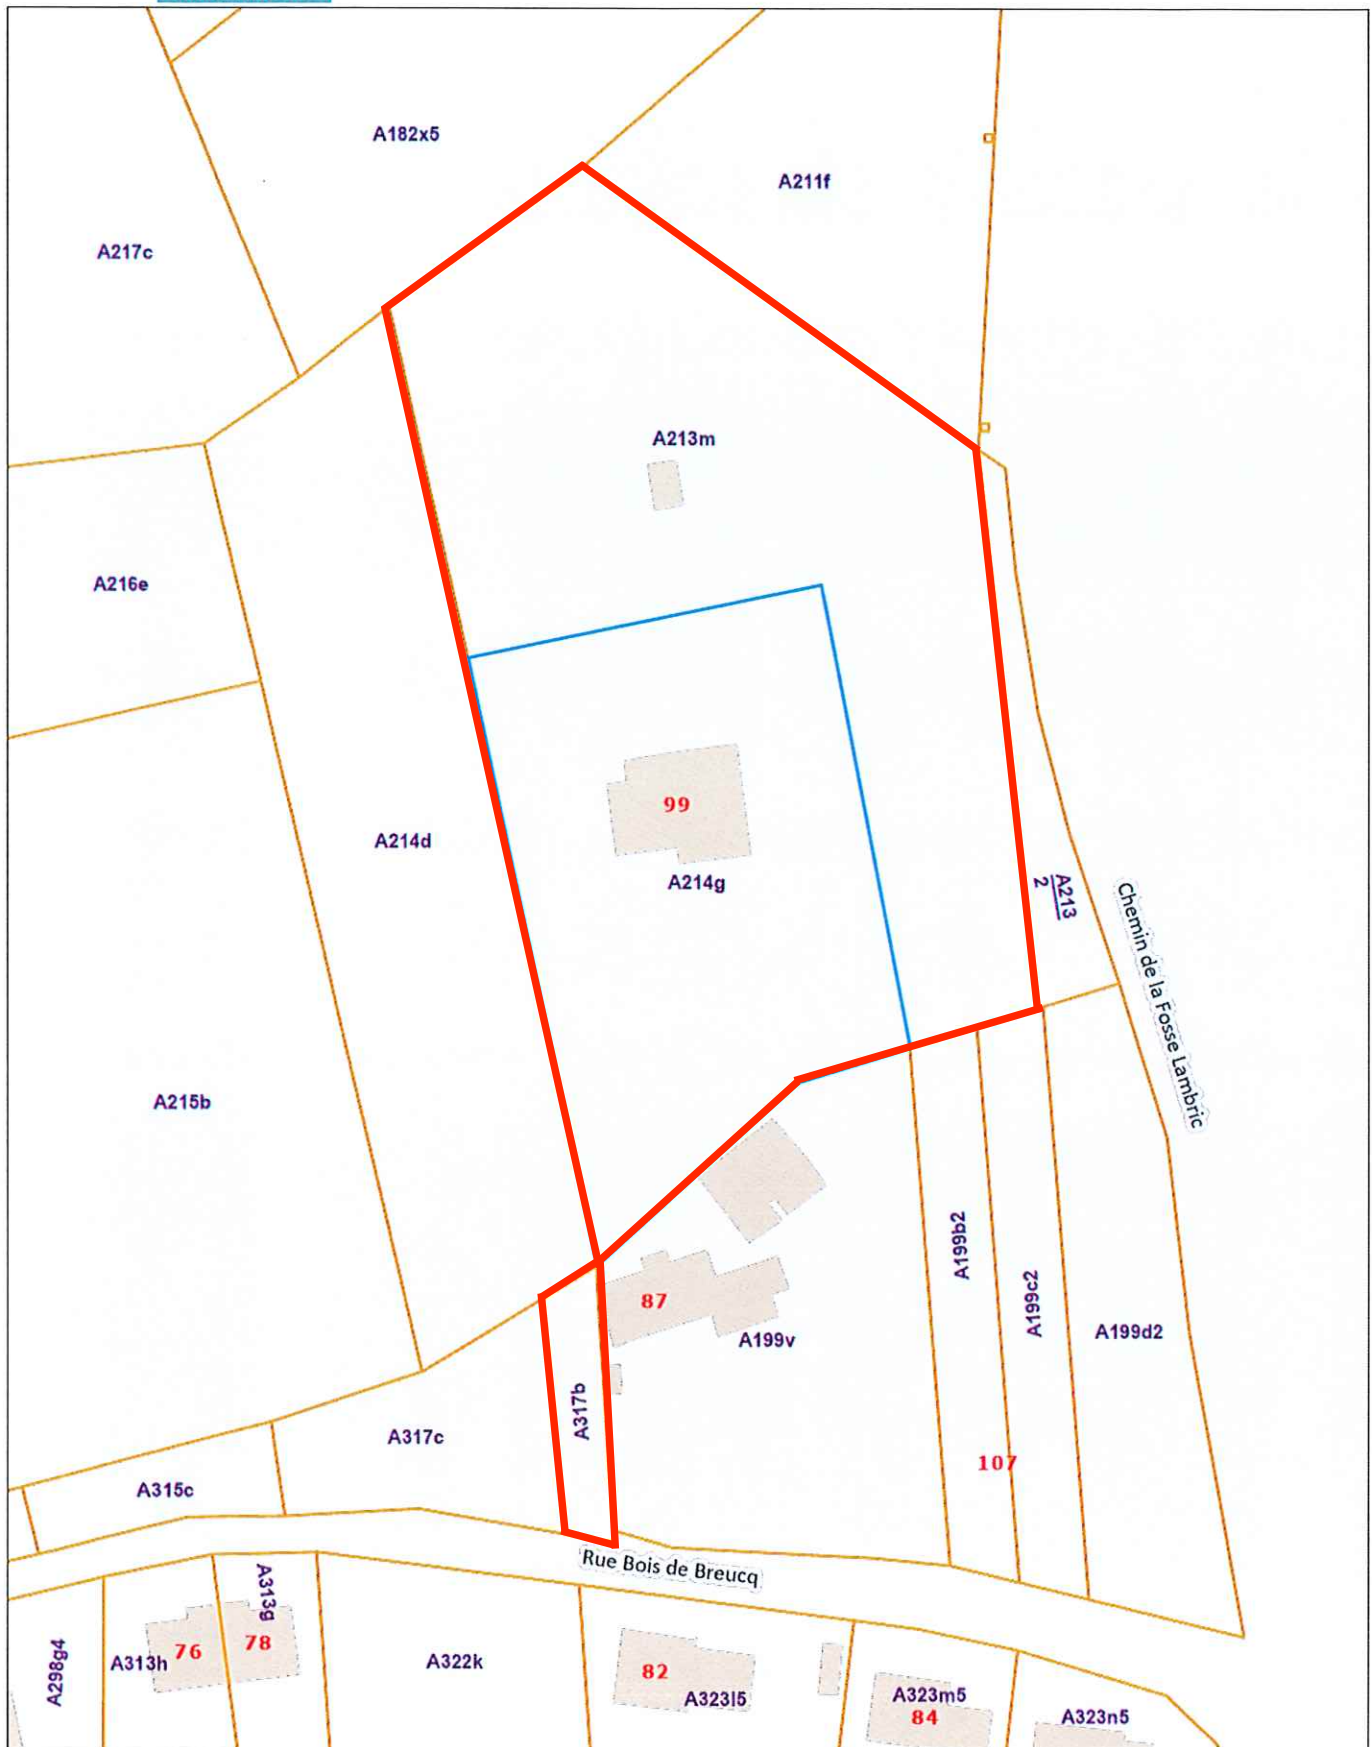 A182x5
A211f
A217c
A213m
A216e
99
A214d
A214g
A213
2
Chemin de la Fosse Lambric
A215b
A199b2
A199c2
87
A199v
A199d2
A317b
A317c
107
A315c
Rue Bois de Breucq
A313g
A298g4
A313h
76
78
A322k
82
A323l5
A323m5
84
A323n5